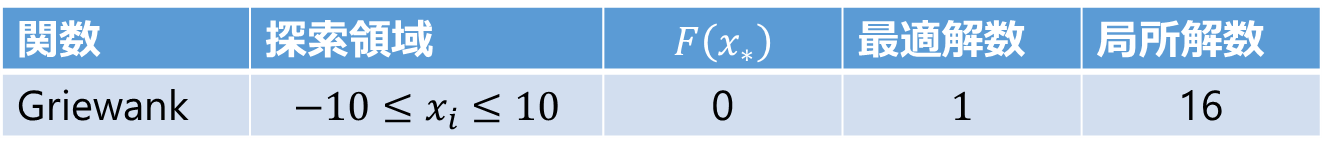 関数 探索領域 F(x∗) 最適解数 局所解数
Griewank −10 ≤ xᵢ ≤ 10 0 1 16